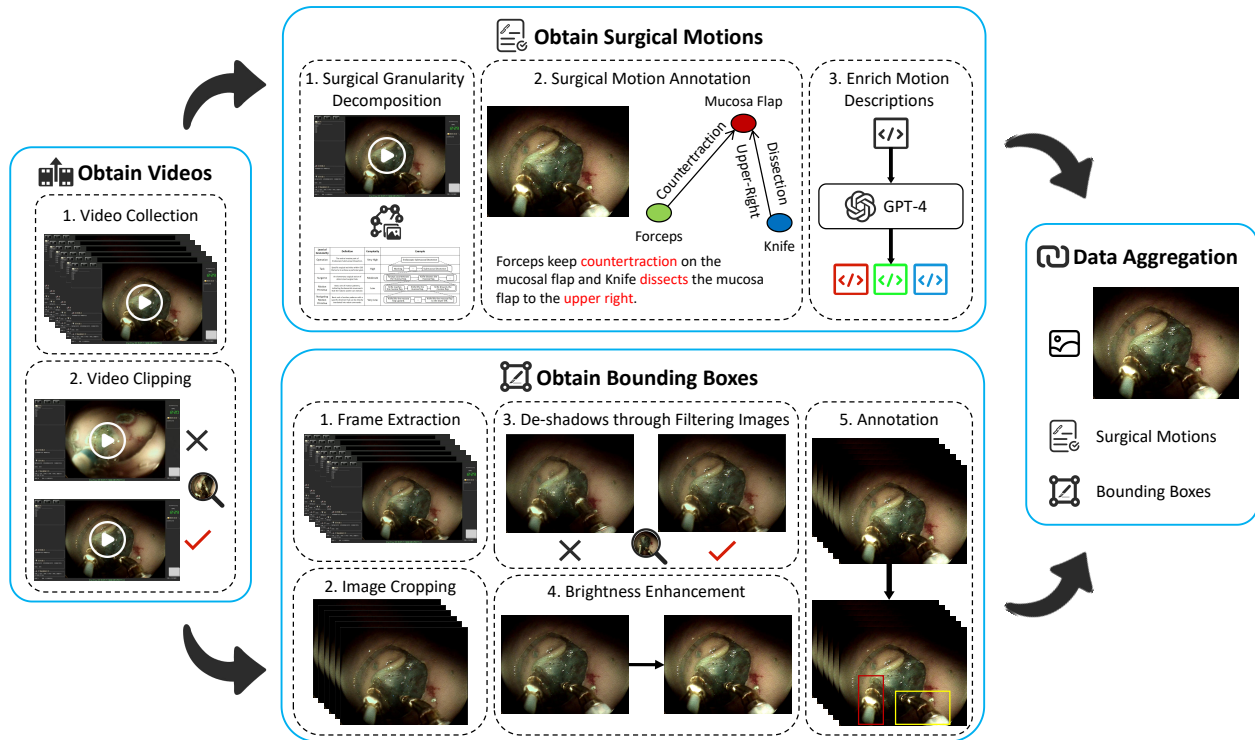 Obtain Videos
1. Video Collection
2. Video Clipping
Obtain Surgical Motions
1. Surgical Granularity
Decomposition
2. Surgical Motion Annotation
Mucosa Flap
Countertraction
Upper-Right
Dissection
Forceps
Knife
Forceps keep countertraction on the
mucosal flap and Knife dissects the mucosa
flap to the upper right.
3. Enrich Motion
Descriptions
</>
GPT-4
</> </> </>
Obtain Bounding Boxes
1. Frame Extraction
2. Image Cropping
3. De-shadows through Filtering Images
4. Brightness Enhancement
5. Annotation
Data Aggregation
Surgical Motions
Bounding Boxes